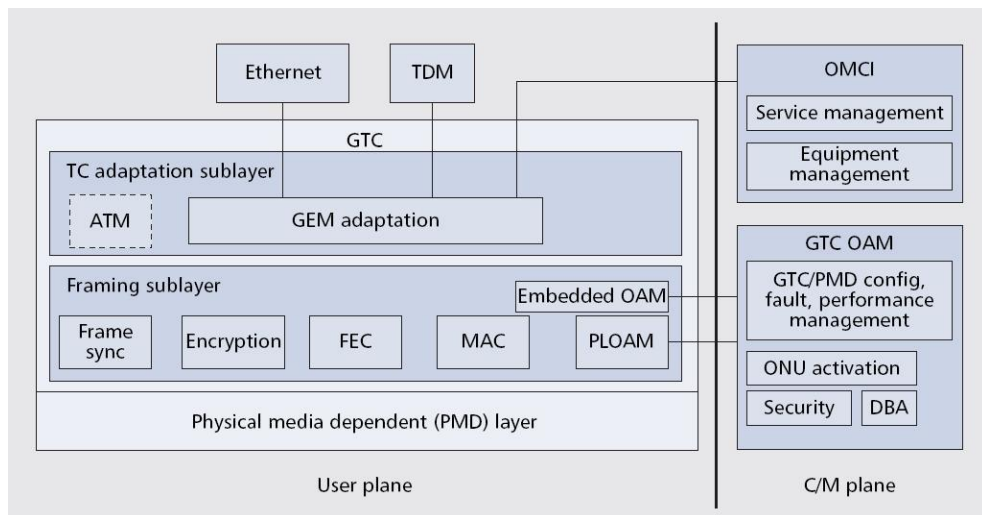 Ethernet
TDM
GTC
TC adaptation sublayer
ATM
GEM adaptation
Framing sublayer
Embedded OAM
Frame
sync
Encryption
FEC
MAC
PLOAM
Physical media dependent (PMD) layer
User plane
OMCI
Service management
Equipment
management
GTC OAM
GTC/PMD config,
fault, performance
management
ONU activation
Security
DBA
C/M plane